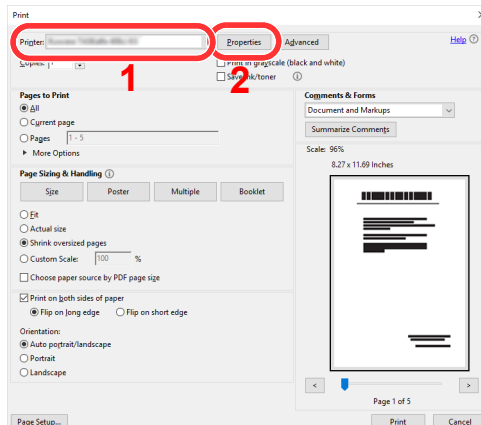 Print
Printer: Properties Advanced Help
Copies: 1 Print in grayscale (black and white)
1 2
Save ink/toner
Pages to Print
All
Current page
Pages 1 - 5
More Options
Comments & Forms
Document and Markups
Summarize Comments
Scale: 96%
8.27 x 11.69 Inches
Page Sizing & Handling
Size Poster Multiple Booklet
Fit
Actual size
Shrink oversized pages
Custom Scale: 100 %
Choose paper source by PDF page size
Print on both sides of paper
Flip on long edge Flip on short edge
Orientation:
Auto portrait/landscape
Portrait
Landscape
< >
Page 1 of 5
Page Setup... Print Cancel